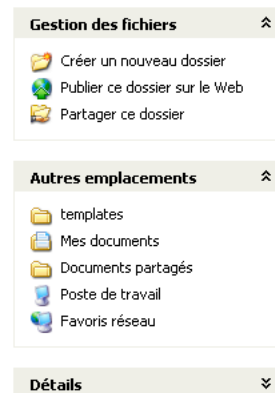 Gestion des fichiers
Créer un nouveau dossier
Publier ce dossier sur le Web
Partager ce dossier
Autres emplacements
templates
Mes documents
Documents partagés
Poste de travail
Favoris réseau
Détails